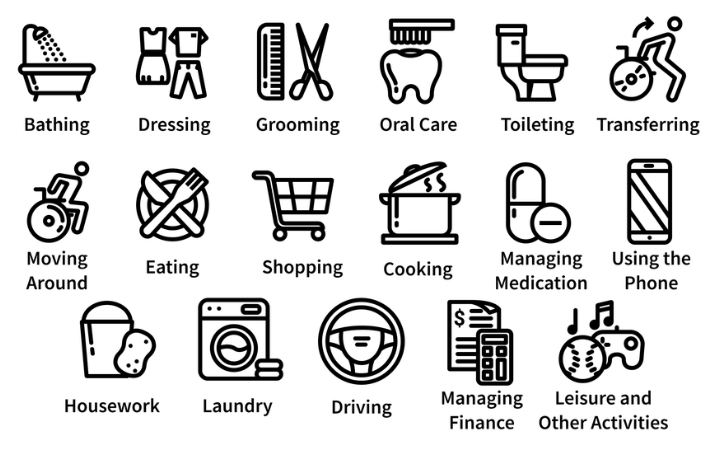 Bathing
Dressing
Grooming
Oral Care
Toileting
Transferring
Moving
Around
Eating
Shopping
Cooking
Managing
Medication
Using the
Phone
$
Housework
Laundry
Driving
Managing
Finance
Leisure and
Other Activities